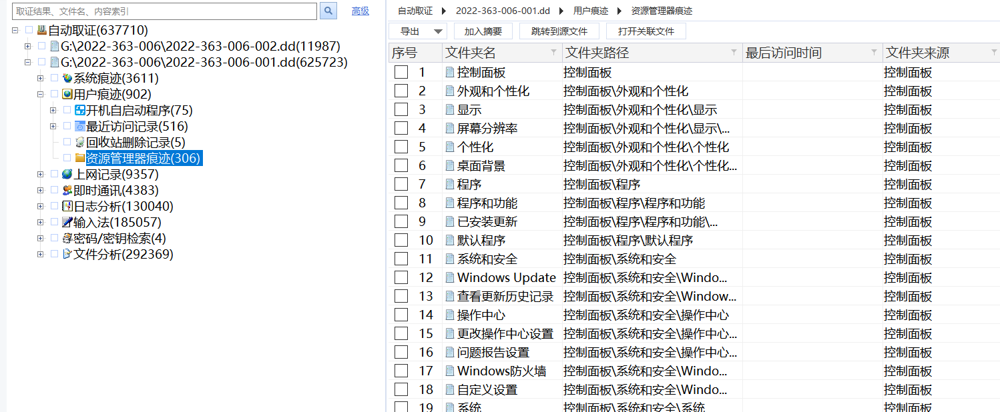 取证结果、文件名、内容索引
高级
自动取证(637710)
G:\2022-363-006\2022-363-006-002.dd(11987)
G:\2022-363-006\2022-363-006-001.dd(625723)
系统痕迹(3611)
用户痕迹(902)
开机自启动程序(75)
最近访问记录(516)
回收站删除记录(5)
资源管理器痕迹(306)
上网记录(9357)
即时通讯(4383)
日志分析(130040)
输入法(185057)
密码/密钥检索(4)
文件分析(292369)
自动取证 2022-363-006-001.dd 用户痕迹 资源管理器痕迹
导出 加入摘要 跳转到源文件 打开关联文件
序号 文件夹名 文件夹路径 最后访问时间 文件夹来源
1 控制面板 控制面板 控制面板
2 外观和个性化 控制面板\外观和个性化 控制面板
3 显示 控制面板\外观和个性化\显示 控制面板
4 屏幕分辨率 控制面板\外观和个性化\显示\... 控制面板
5 个性化 控制面板\外观和个性化\个性化 控制面板
6 桌面背景 控制面板\外观和个性化\个性化... 控制面板
7 程序 控制面板\程序 控制面板
8 程序和功能 控制面板\程序\程序和功能 控制面板
9 已安装更新 控制面板\程序\程序和功能\... 控制面板
10 默认程序 控制面板\程序\默认程序 控制面板
11 系统和安全 控制面板\系统和安全 控制面板
12 Windows Update 控制面板\系统和安全\Windo... 控制面板
13 查看更新历史记录 控制面板\系统和安全\Window... 控制面板
14 操作中心 控制面板\系统和安全\操作中心 控制面板
15 更改操作中心设置 控制面板\系统和安全\操作中心... 控制面板
16 问题报告设置 控制面板\系统和安全\操作中心... 控制面板
17 Windows防火墙 控制面板\系统和安全\Windo... 控制面板
18 自定义设置 控制面板\系统和安全\Windo... 控制面板
19 系统 控制面板\系统和安全\系统 控制面板